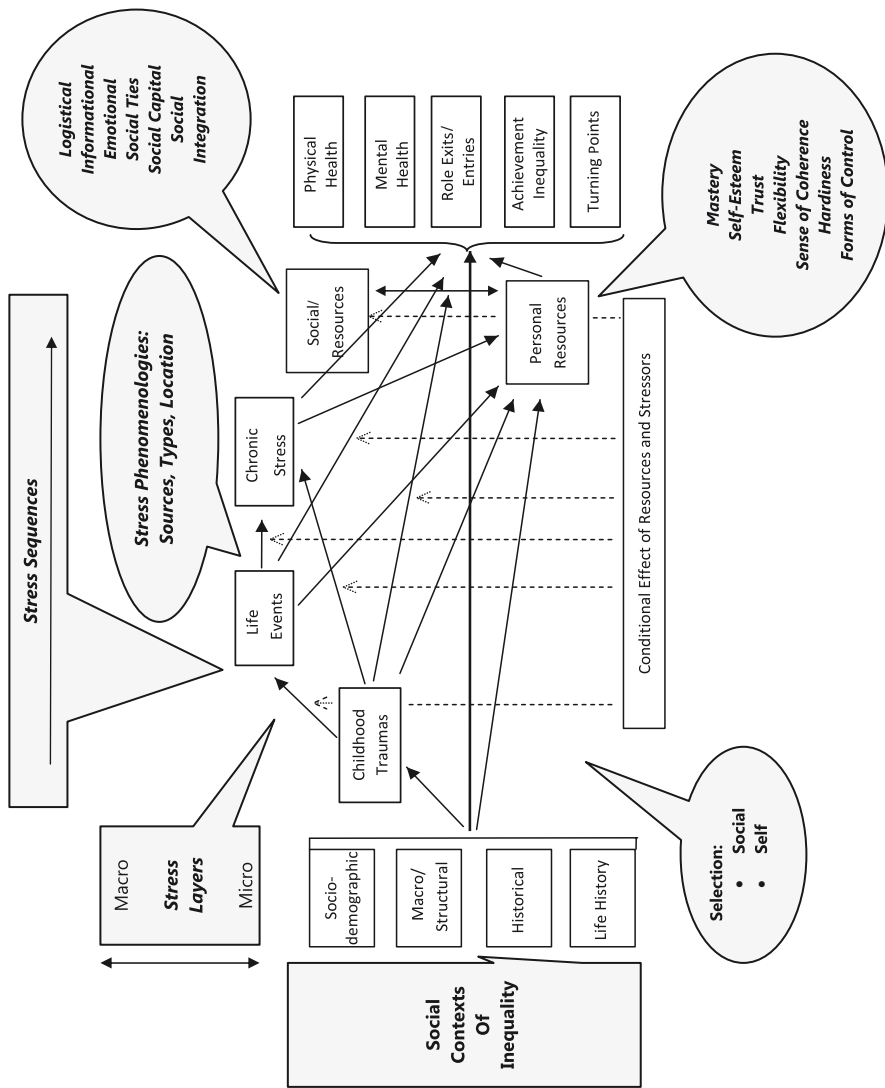 Stress Sequences
Macro
Stress
Layers
Micro
Stress Phenomenologies:
Sources, Types, Location
Logistical
Informational
Emotional
Social Ties
Social Capital
Social
Integration
Social
Contexts
Of
Inequality
Socio-
demographic
Macro/
Structural
Historical
Life History
Childhood
Traumas
Life
Events
Chronic
Stress
Social/
Resources
Personal
Resources
Physical
Health
Mental
Health
Role Exits/
Entries
Achievement
Inequality
Turning Points
Selection:
• Social
• Self
Conditional Effect of Resources and Stressors
Mastery
Self-Esteem
Trust
Flexibility
Sense of Coherence
Hardiness
Forms of Control